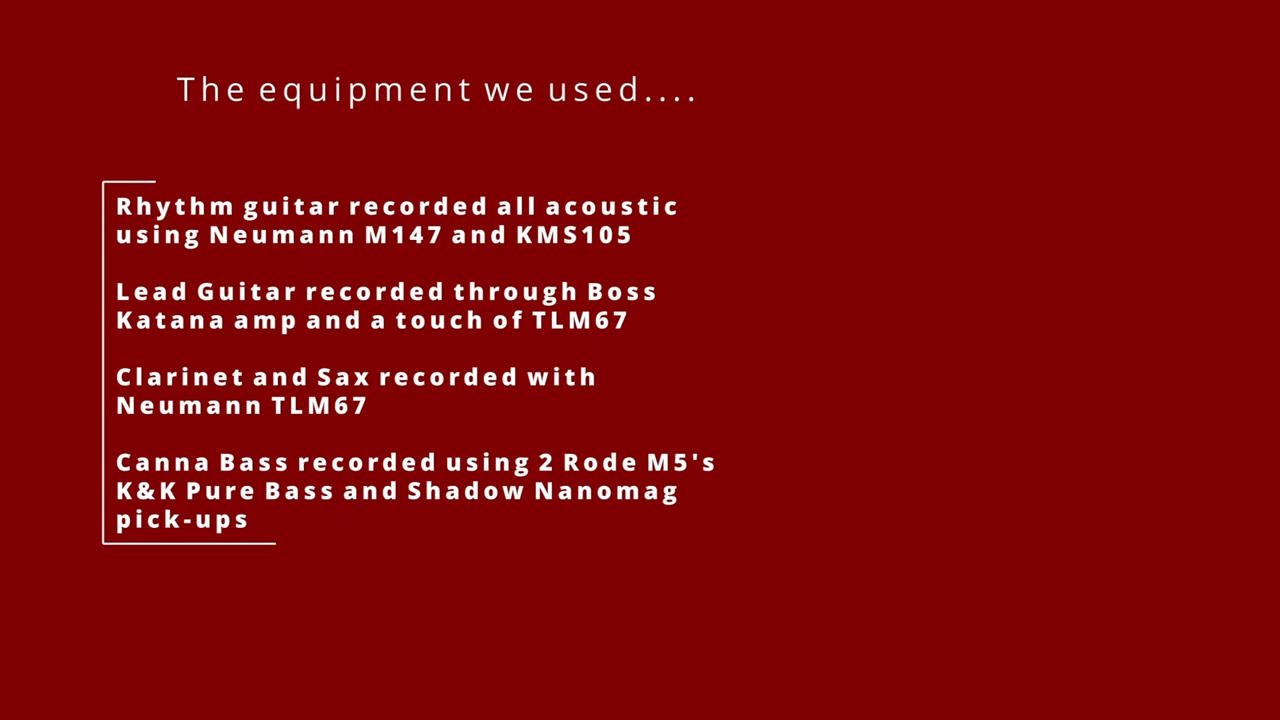 The equipment we used....
Rhythm guitar recorded all acoustic
using Neumann M147 and KMS105
Lead Guitar recorded through Boss
Katana amp and a touch of TLM67
Clarinet and Sax recorded with
Neumann TLM67
Canna Bass recorded using 2 Rode M5's
K&K Pure Bass and Shadow Nanomag
pick-ups